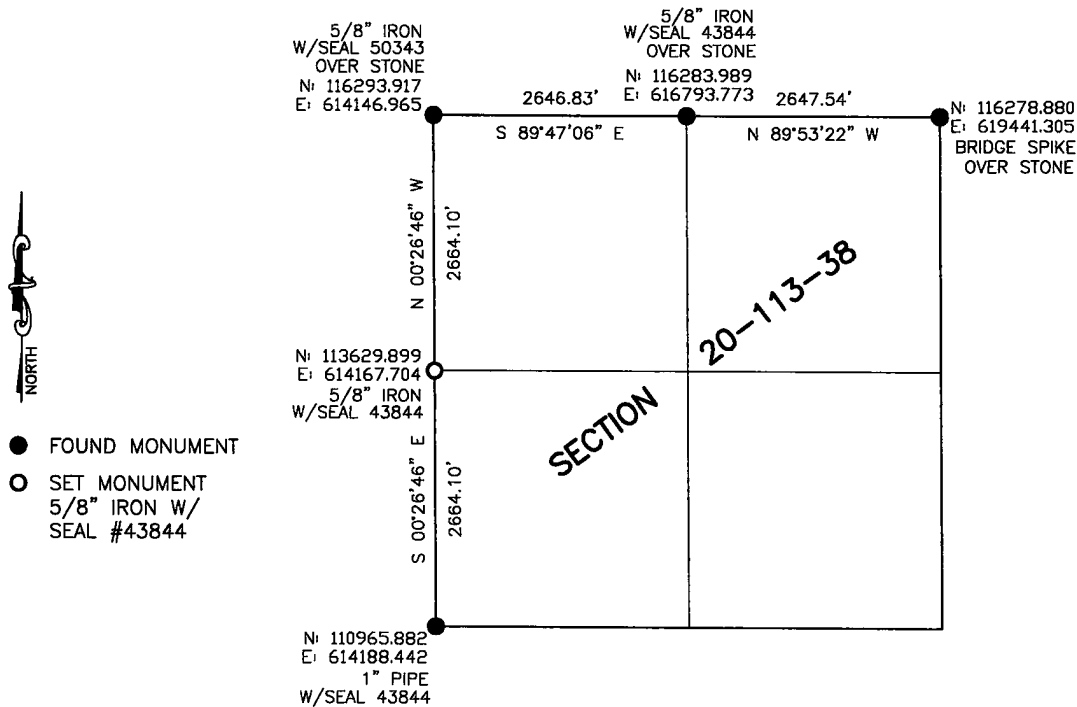 5/8" IRON
W/SEAL 50343
OVER STONE
N: 116293.917
E: 614146.965
5/8" IRON
W/SEAL 43844
OVER STONE
N: 116283.989
E: 616793.773
2646.83'
2647.54'
N: 116278.880
E: 619441.305
BRIDGE SPIKE
OVER STONE
S 89°47'06" E
N 89°53'22" W
N 00°26'46" W
2664.10'
NORTH
SECTION 20-113-38
N: 113629.899
E: 614167.704
5/8" IRON
W/SEAL 43844
FOUND MONUMENT
SET MONUMENT
5/8" IRON W/
SEAL #43844
S 00°26'46" E
2664.10'
N: 110965.882
E: 614188.442
1" PIPE
W/SEAL 43844